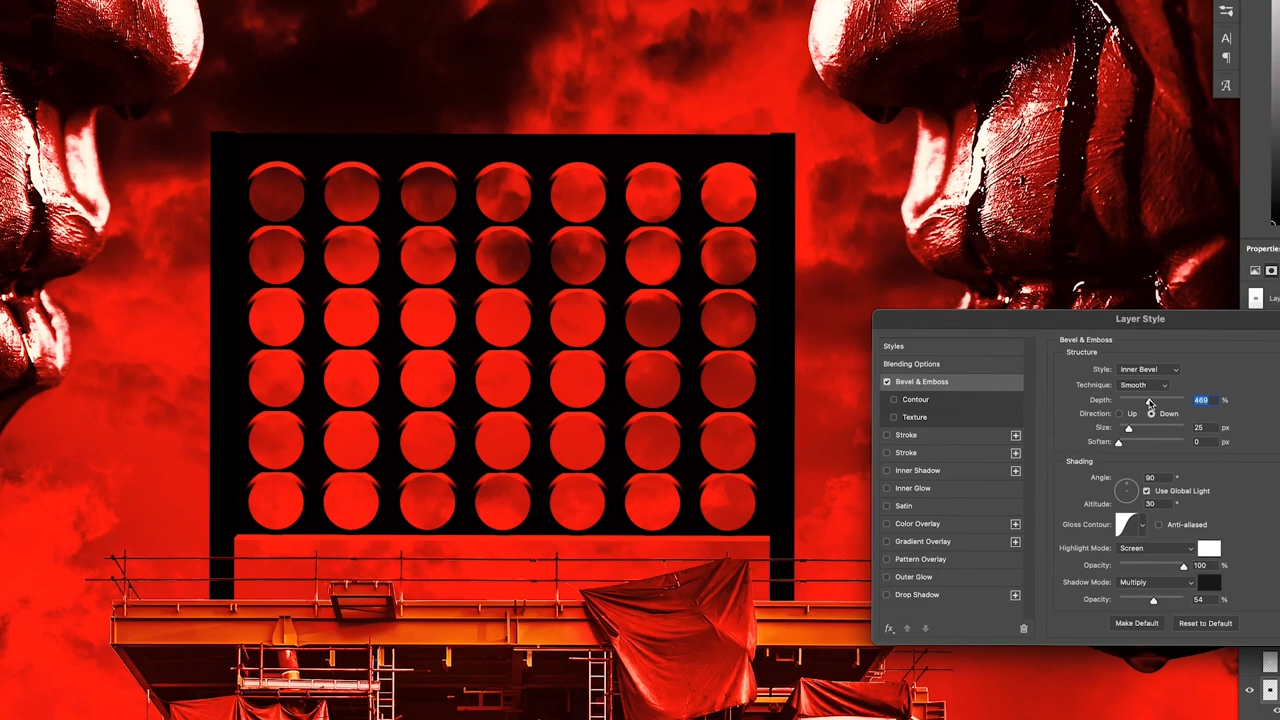 Properties
Lay
Layer Style
Styles
Blending Options
Bevel & Emboss
Contour
Texture
Stroke
Stroke
Inner Shadow
Inner Glow
Satin
Color Overlay
Gradient Overlay
Pattern Overlay
Outer Glow
Drop Shadow
fx
Bevel & Emboss
Structure
Style: Inner Bevel
Technique: Smooth
Depth: 469 %
Direction: Up Down
Size: 25 px
Soften: 0 px
Shading
Angle: 90 °
Use Global Light
Altitude: 30 °
Gloss Contour: Anti-aliased
Highlight Mode: Screen
Opacity: 100 %
Shadow Mode: Multiply
Opacity: 54 %
Make Default Reset to Default